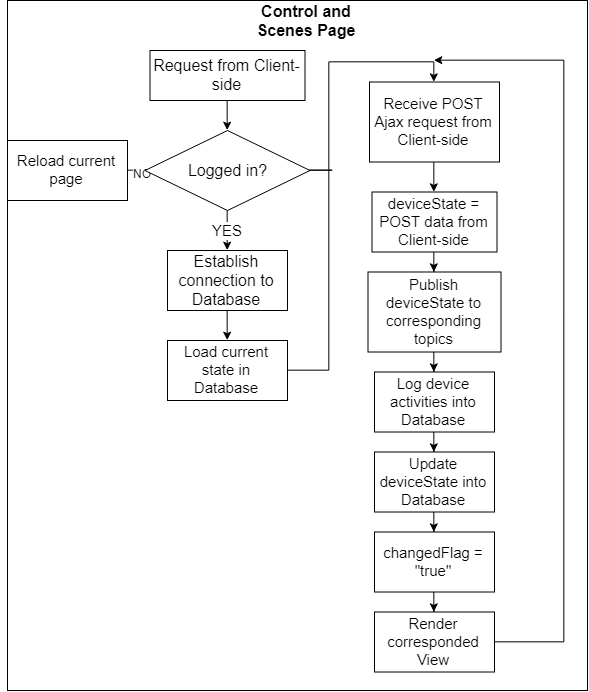 Control and
Scenes Page
Request from Client-
side
Logged in?
NO
Reload current
page
YES
Establish
connection to
Database
Load current
state in
Database
Receive POST
Ajax request from
Client-side
deviceState =
POST data from
Client-side
Publish
deviceState to
corresponding
topics
Log device
activities into
Database
Update
deviceState into
Database
changedFlag =
"true"
Render
corresponded
View